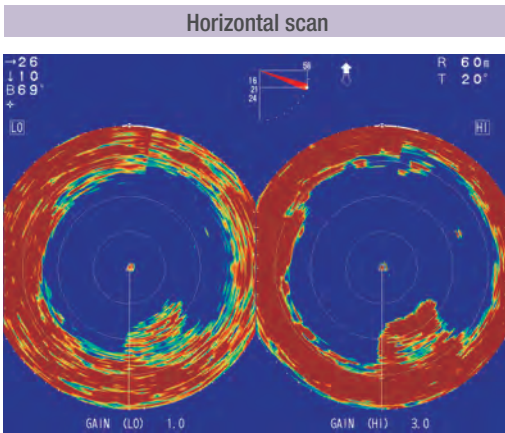 Horizontal scan
→26
↓10
B69°
56
16
21
24
R 60m
T 20°
LO
HI
GAIN (LO) 1.0
GAIN (HI) 3.0